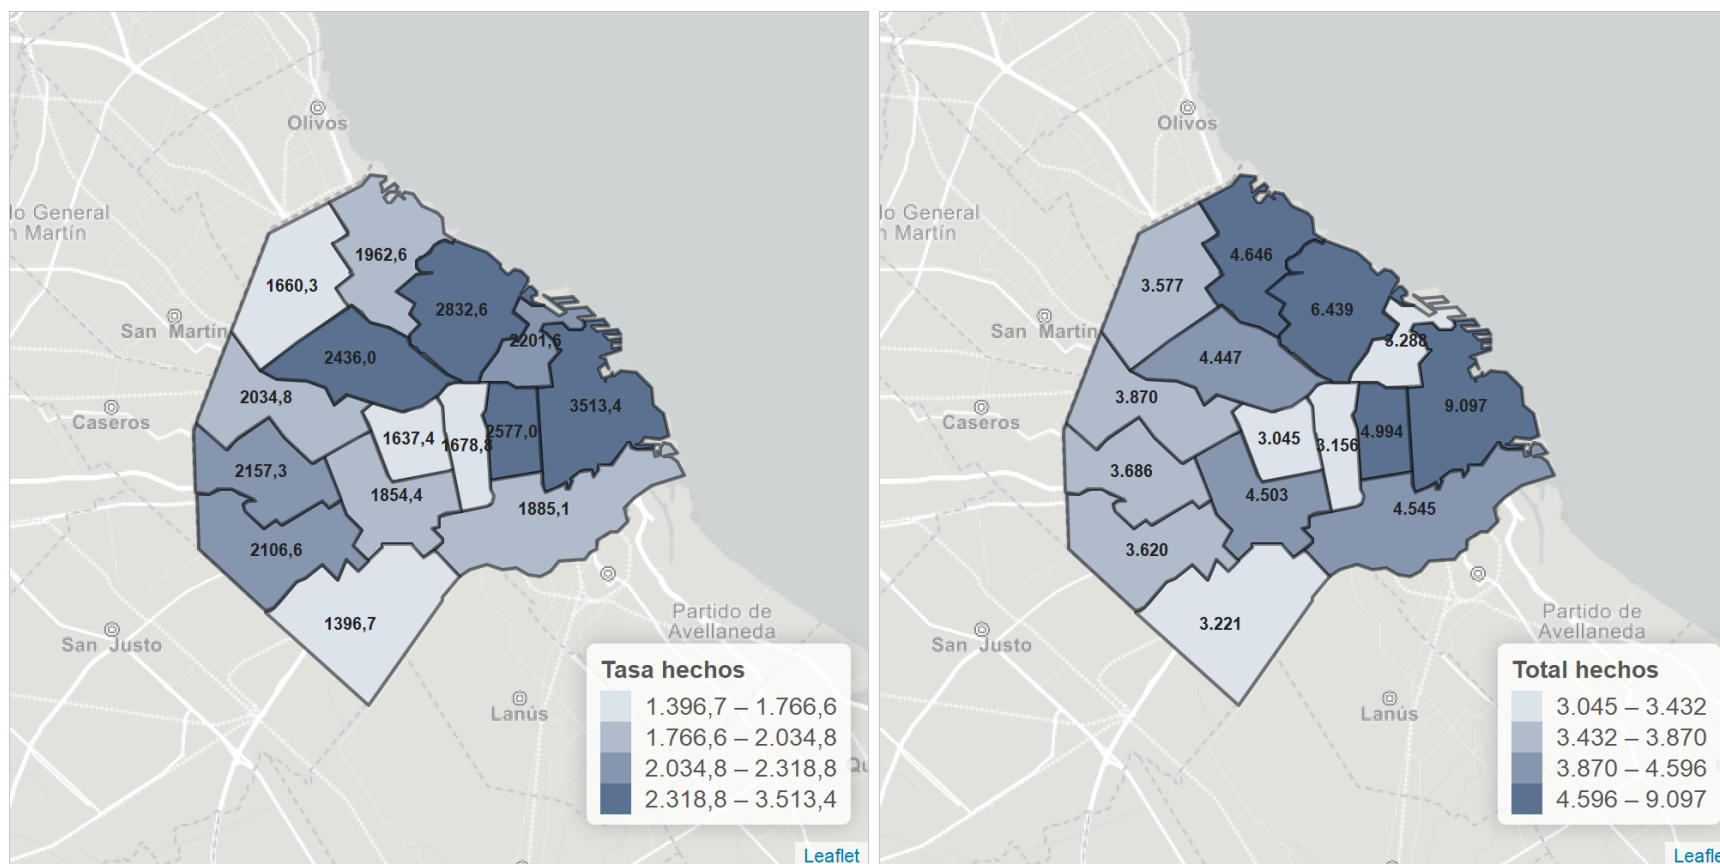 Olivos
lo General
n Martín
1962,6
1660,3
2832,6
San Martín
2201,6
2436,0
2034,8
3513,4
Caseros
1637,4
1678,8
2577,0
2157,3
1854,4
1885,1
2106,6
Partido de
Avellaneda
1396,7
San Justo
Lanús
Qu
Tasa hechos
1.396,7 – 1.766,6
1.766,6 – 2.034,8
2.034,8 – 2.318,8
2.318,8 – 3.513,4
Leaflet
Olivos
lo General
n Martín
4.646
3.577
6.439
San Martín
3.288
4.447
3.870
9.097
Caseros
3.045
3.156
4.994
3.686
4.503
4.545
3.620
Partido de
Avellaneda
3.221
San Justo
Lanús
Total hechos
3.045 – 3.432
3.432 – 3.870
3.870 – 4.596
4.596 – 9.097
Leafle